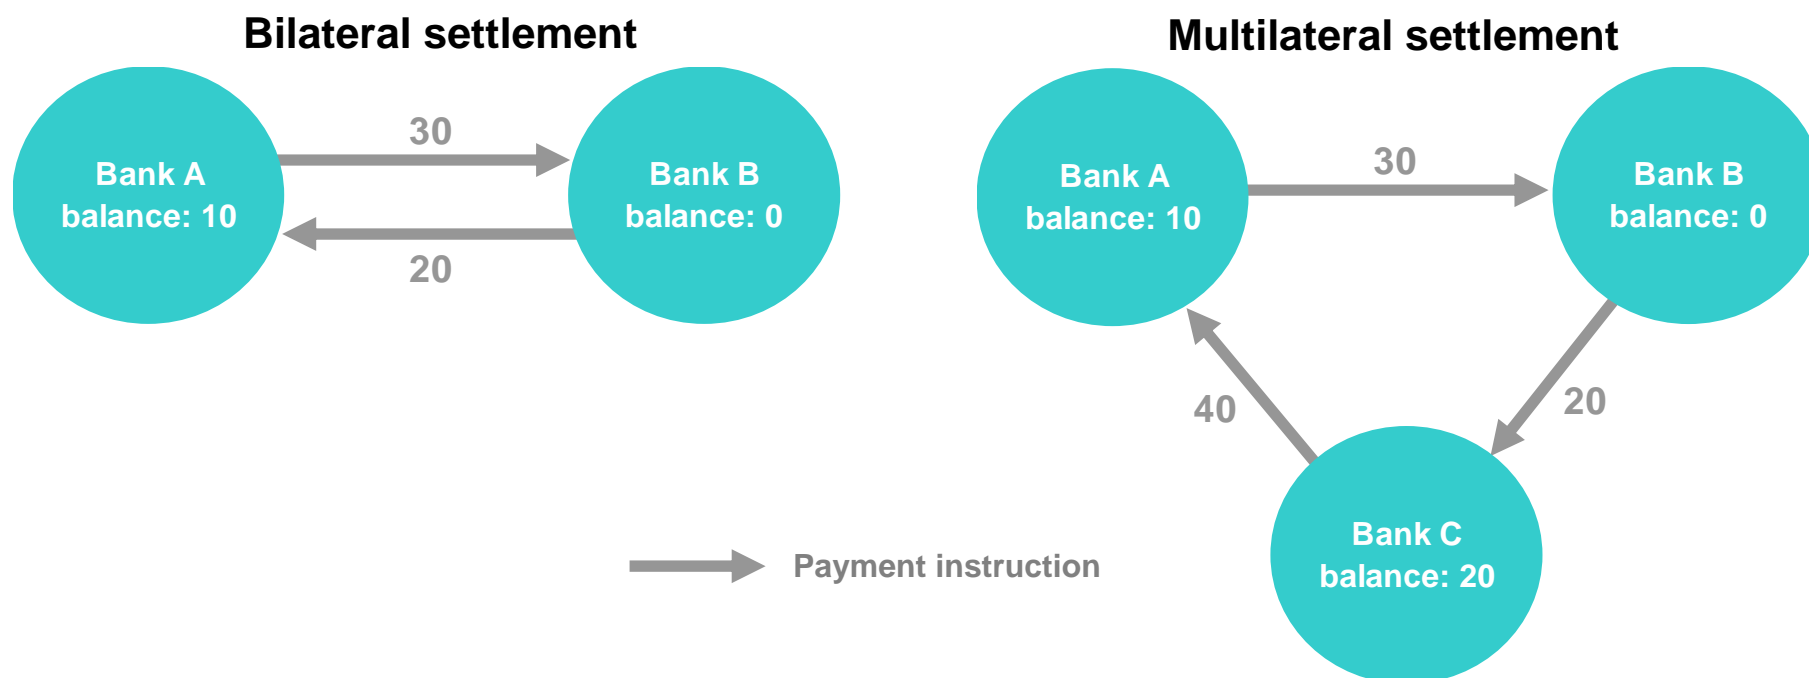 Bilateral settlement
30
Bank A
balance: 10
Bank B
balance: 0
20
Multilateral settlement
Bank A
balance: 10
30
Bank B
balance: 0
40
20
Bank C
balance: 20
Payment instruction